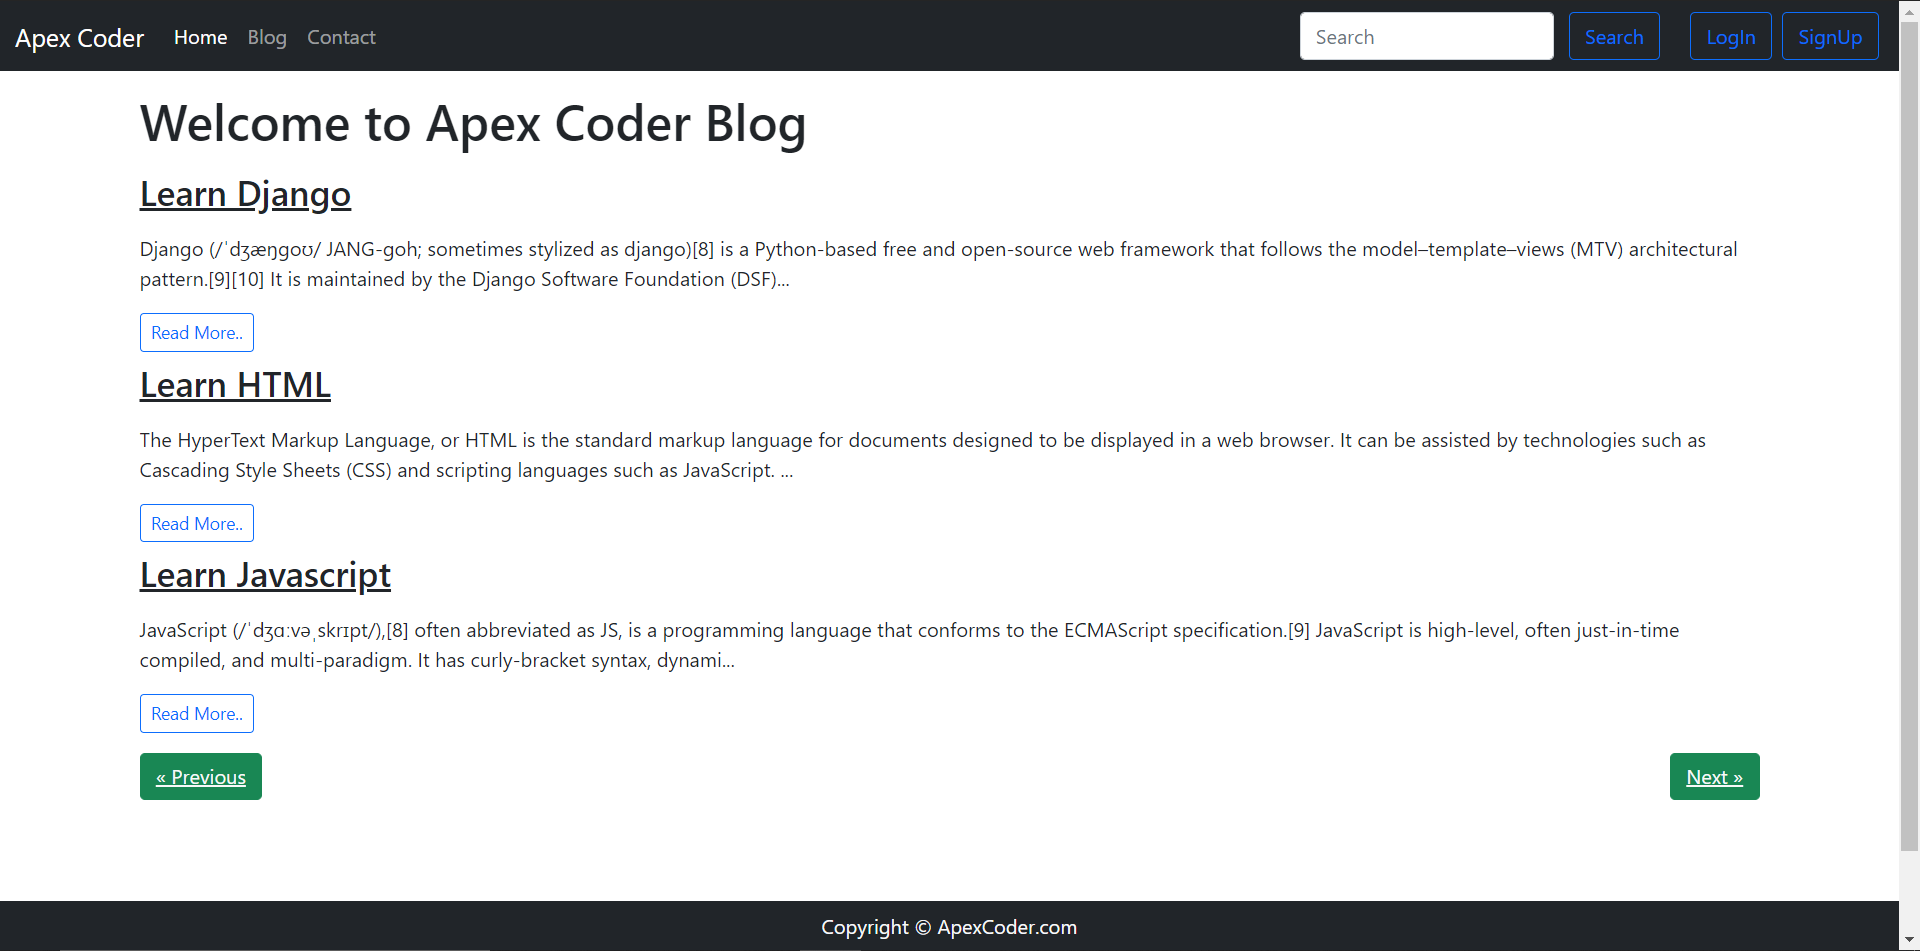 Apex Coder Home Blog Contact Search Search LogIn SignUp
Welcome to Apex Coder Blog
Learn Django
Django (/ˈdʒæŋɡoʊ/ JANG-goh; sometimes stylized as django)[8] is a Python-based free and open-source web framework that follows the model–template–views (MTV) architectural
pattern.[9][10] It is maintained by the Django Software Foundation (DSF)...
Read More..
Learn HTML
The HyperText Markup Language, or HTML is the standard markup language for documents designed to be displayed in a web browser. It can be assisted by technologies such as
Cascading Style Sheets (CSS) and scripting languages such as JavaScript. ...
Read More..
Learn Javascript
JavaScript (/ˈdʒɑːvəˌskrɪpt/),[8] often abbreviated as JS, is a programming language that conforms to the ECMAScript specification.[9] JavaScript is high-level, often just-in-time
compiled, and multi-paradigm. It has curly-bracket syntax, dynami...
Read More..
« Previous Next »
Copyright © ApexCoder.com